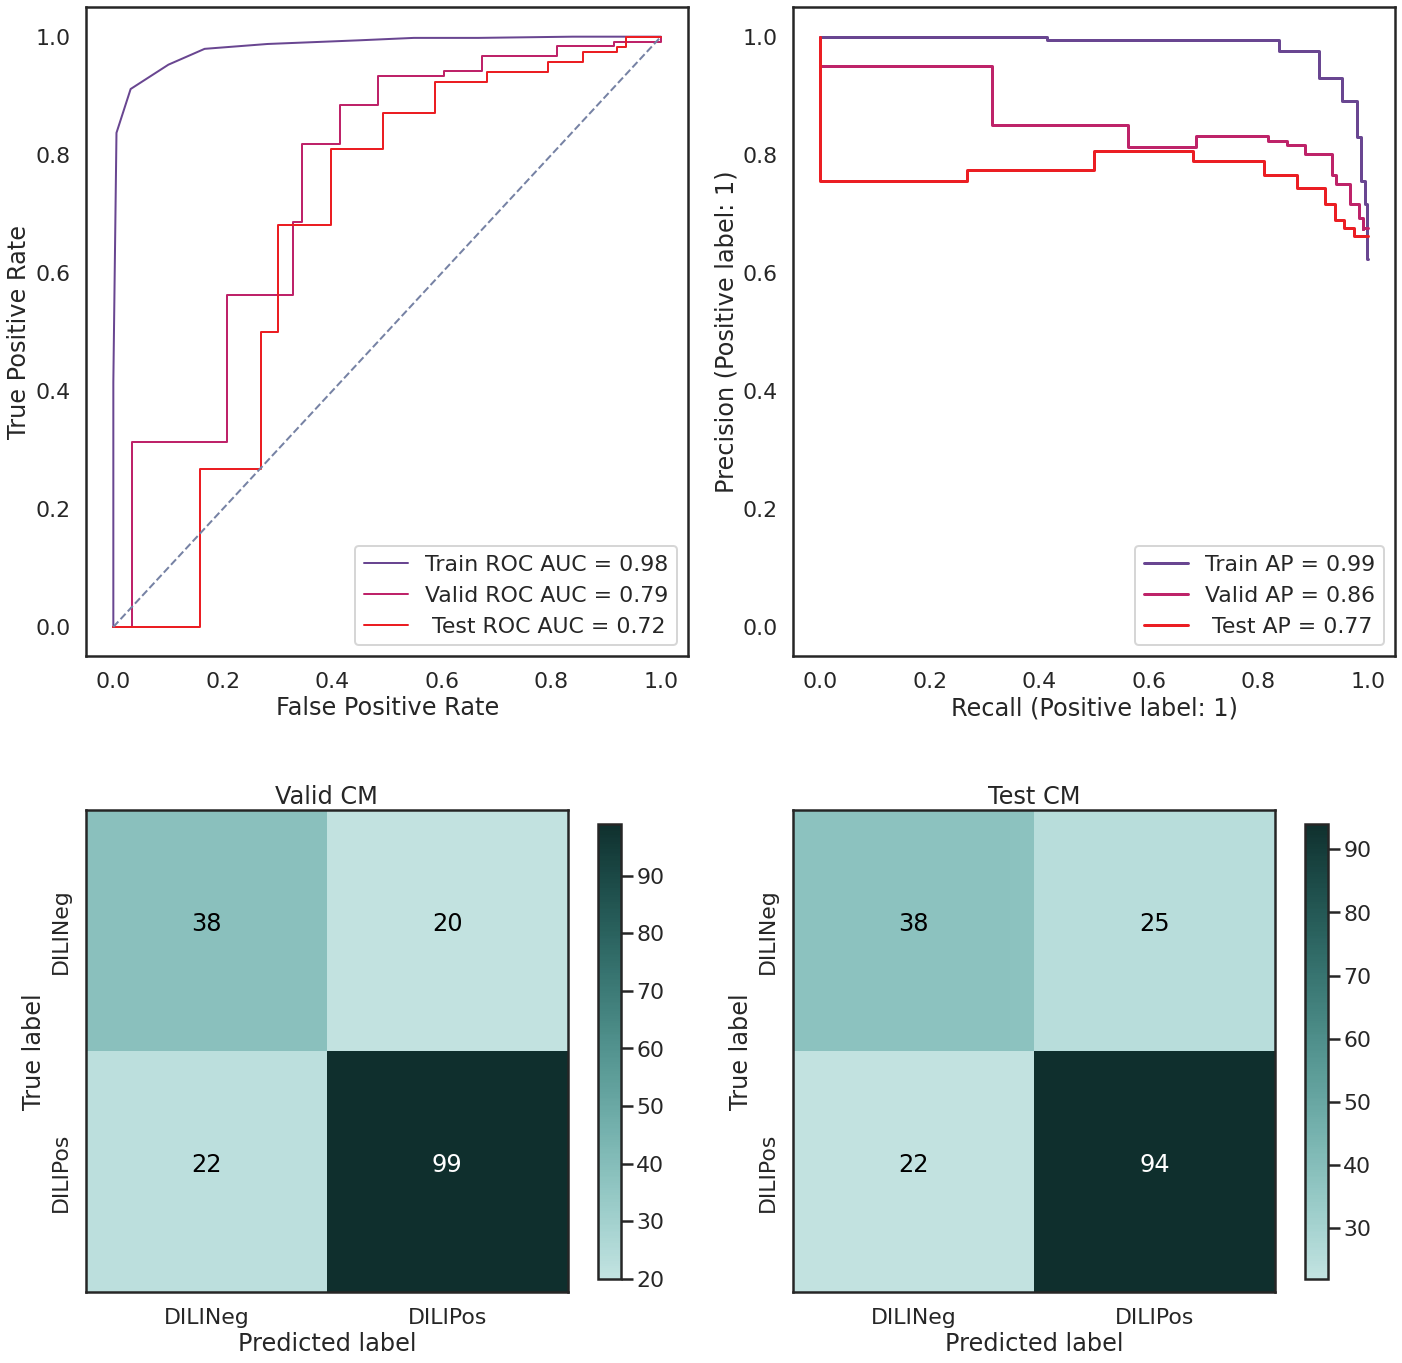 1.0
0.8
0.6
0.4
0.2
0.0
True Positive Rate
0.0 0.2 0.4 0.6 0.8 1.0
False Positive Rate
Train ROC AUC = 0.98
Valid ROC AUC = 0.79
Test ROC AUC = 0.72
1.0
0.8
0.6
0.4
0.2
0.0
Precision (Positive label: 1)
0.0 0.2 0.4 0.6 0.8 1.0
Recall (Positive label: 1)
Train AP = 0.99
Valid AP = 0.86
Test AP = 0.77
Valid CM
True label
DILINeg
DILIPos
38 20
22 99
DILINeg DILIPos
Predicted label
90
80
70
60
50
40
30
20
Test CM
True label
DILINeg
DILIPos
38 25
22 94
DILINeg DILIPos
Predicted label
90
80
70
60
50
40
30